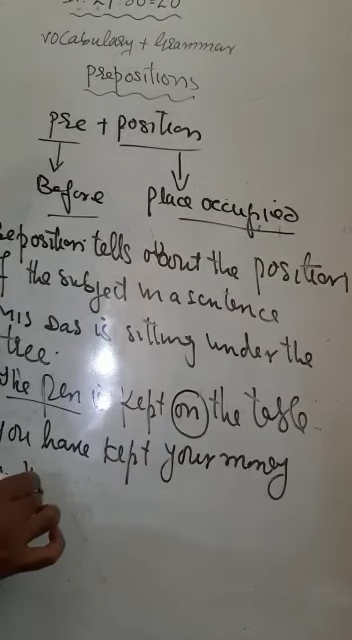 vocabulary + Grammar
prepositions
pre + position
Before place occupied
eposition tells about the position
f the subject in a sentence
Das is sitting under the
tree.
The pen is kept on the table.
you have kept your money